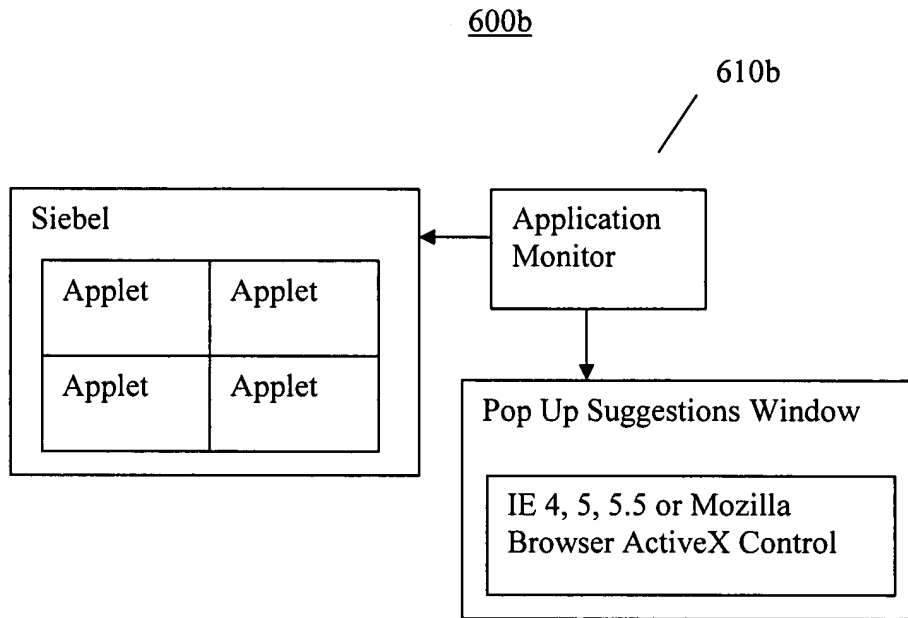 600b
610b
Siebel
Application
Monitor
Applet Applet
Applet Applet
Pop Up Suggestions Window
IE 4, 5, 5.5 or Mozilla
Browser ActiveX Control